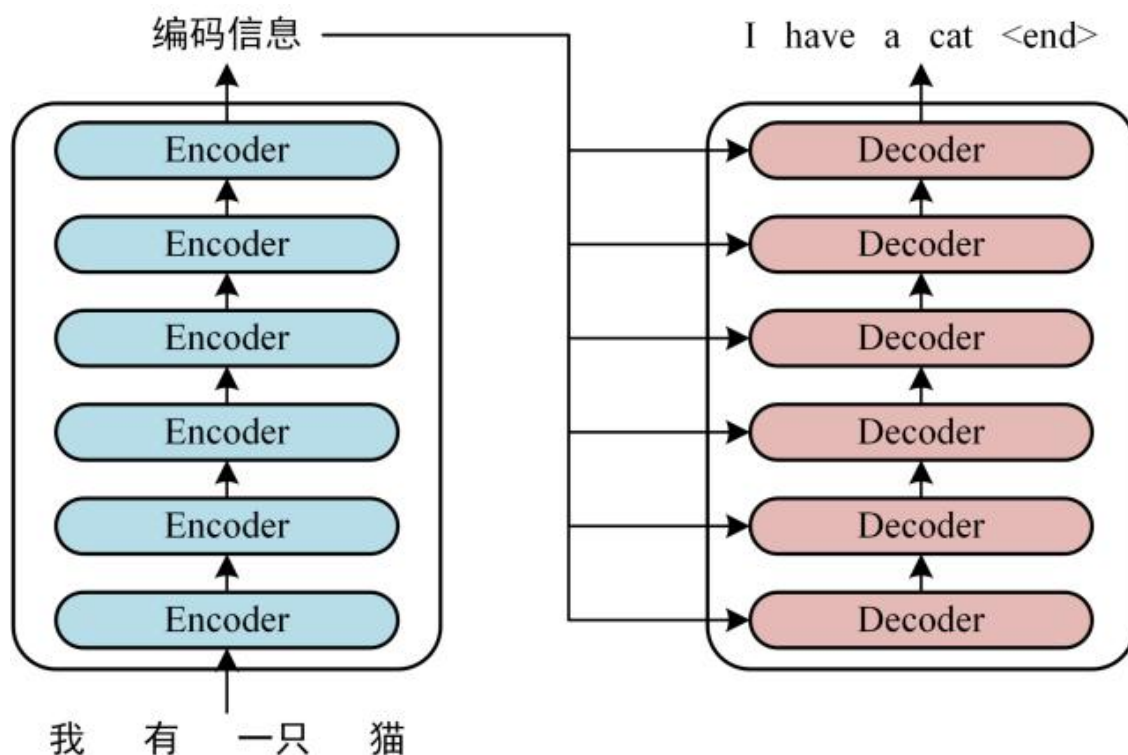 编码信息
I have a cat <end>
Encoder
Encoder
Encoder
Encoder
Encoder
Encoder
Decoder
Decoder
Decoder
Decoder
Decoder
Decoder
我 有 一只 猫